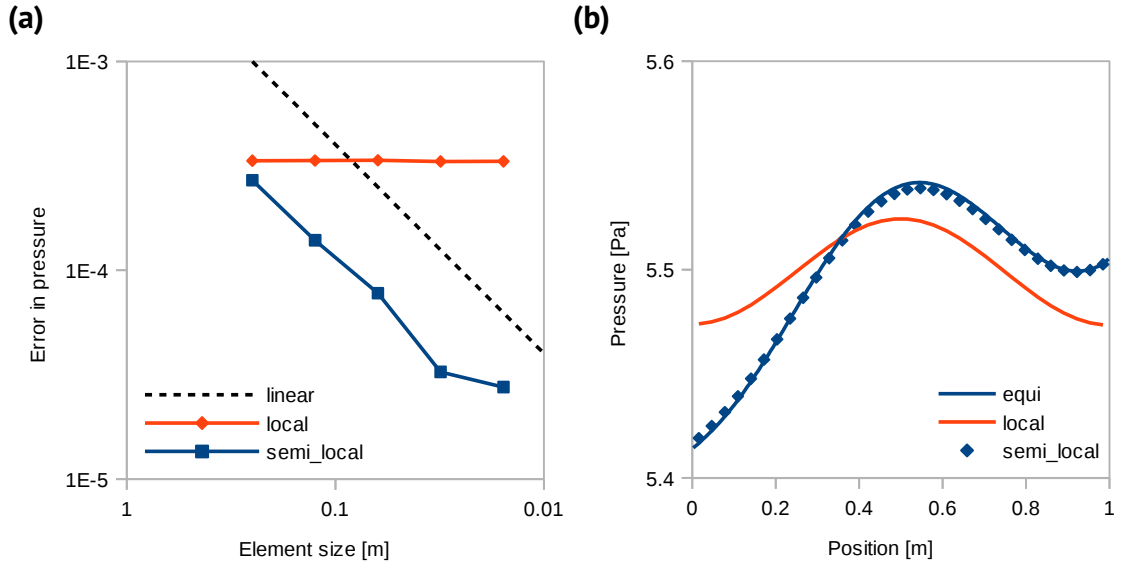 (a)
1E-3
1E-4
1E-5
Error in pressure
linear
local
semi_local
1
0.1
0.01
Element size [m]
(b)
5.6
5.5
5.4
Pressure [Pa]
equi
local
semi_local
0
0.2
0.4
0.6
0.8
1
Position [m]